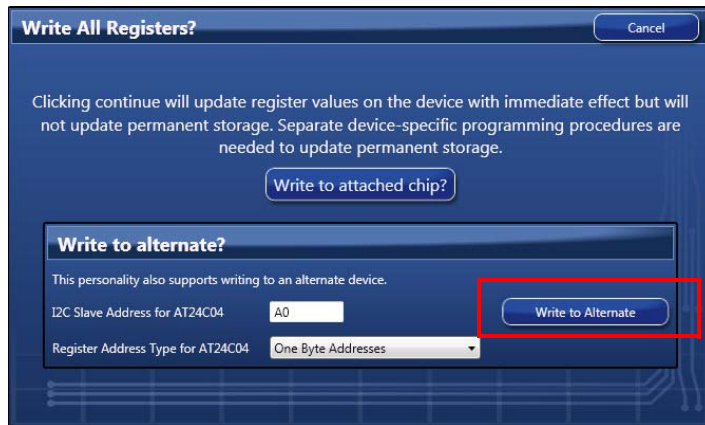 Write All Registers?
Cancel
Clicking continue will update register values on the device with immediate effect but will
not update permanent storage. Separate device-specific programming procedures are
needed to update permanent storage.
Write to attached chip?
Write to alternate?
This personality also supports writing to an alternate device.
I2C Slave Address for AT24C04
A0
Write to Alternate
Register Address Type for AT24C04
One Byte Addresses